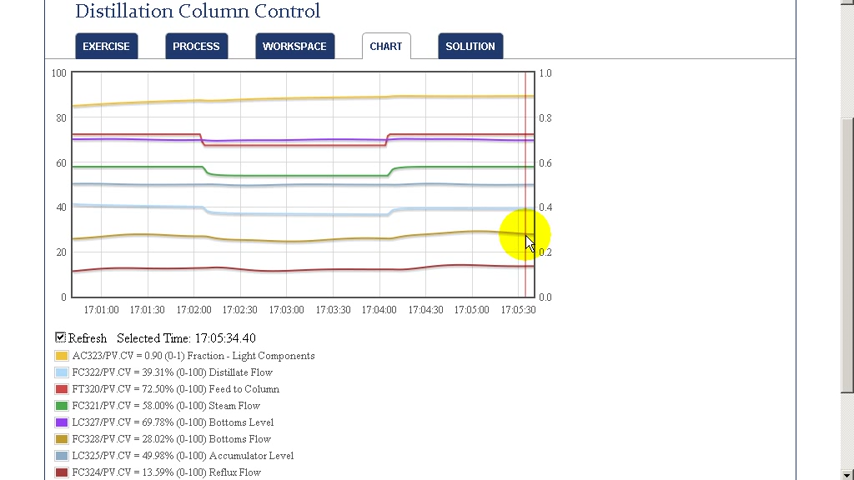 Distillation Column Control
EXERCISE PROCESS WORKSPACE CHART SOLUTION
100 1.0
80 0.8
60 0.6
40 0.4
20 0.2
0 0.0
17:01:00 17:01:30 17:02:00 17:02:30 17:03:00 17:03:30 17:04:00 17:04:30 17:05:00 17:05:30
Refresh Selected Time: 17:05:34.40
AC323/PV.CV = 0.90 (0-1) Fraction - Light Components
FC322/PV.CV = 39.31% (0-100) Distillate Flow
FT320/PV.CV = 72.50% (0-100) Feed to Column
FC321/PV.CV = 58.00% (0-100) Steam Flow
LC327/PV.CV = 69.78% (0-100) Bottoms Level
FC328/PV.CV = 28.02% (0-100) Bottoms Flow
LC325/PV.CV = 49.98% (0-100) Accumulator Level
FC324/PV.CV = 13.59% (0-100) Reflux Flow